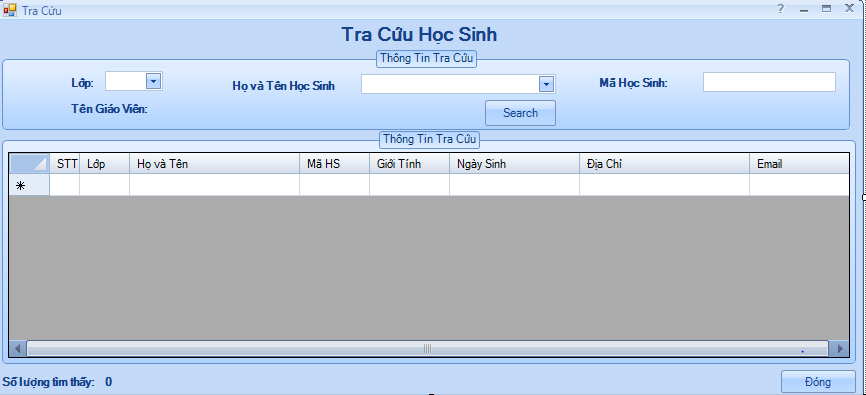 Tra Cứu
Tra Cứu Học Sinh
Thông Tin Tra Cứu
Lớp: Họ và Tên Học Sinh Mã Học Sinh:
Tên Giáo Viên: Search
Thông Tin Tra Cứu
STT Lớp Họ và Tên Mã HS Giới Tính Ngày Sinh Địa Chỉ Email
Số lượng tìm thấy: 0 Đóng